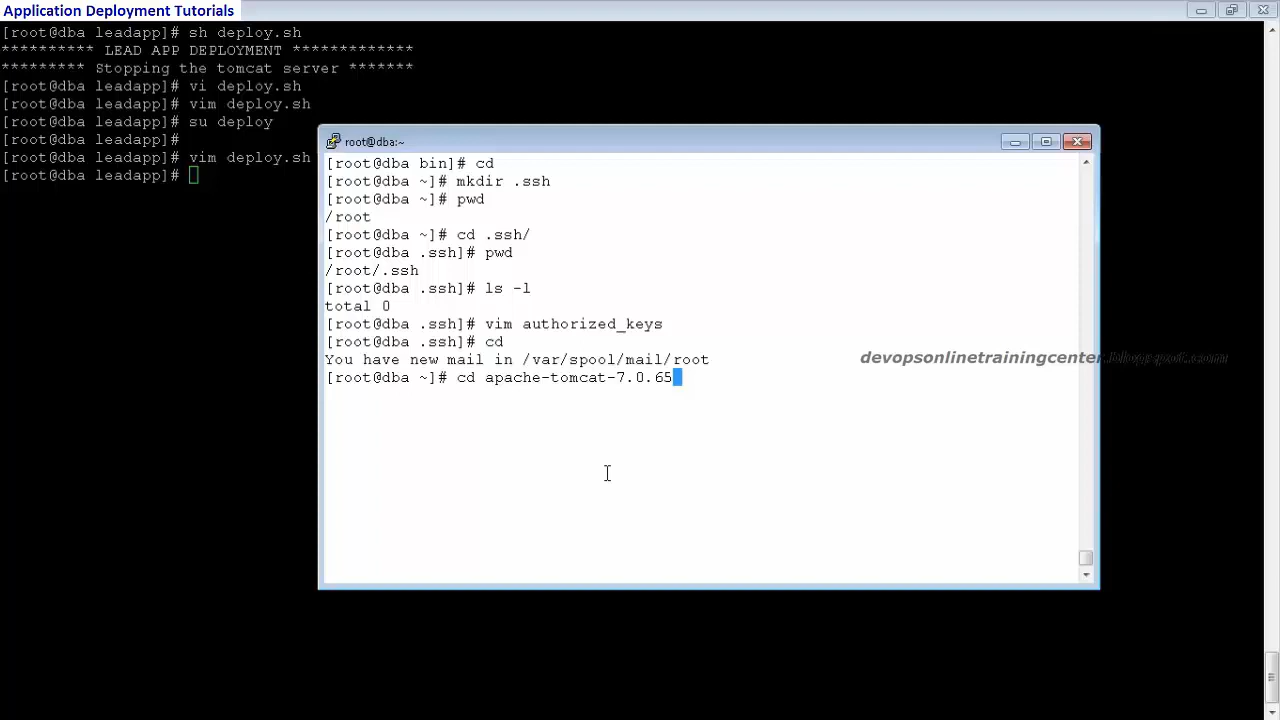 Application Deployment Tutorials
[root@dba leadapp]# sh deploy.sh
********** LEAD APP DEPLOYMENT *************
********* Stopping the tomcat server *******
[root@dba leadapp]# vi deploy.sh
[root@dba leadapp]# vim deploy.sh
[root@dba leadapp]# su deploy
[root@dba leadapp]#
[root@dba leadapp]# vim deploy.sh
[root@dba leadapp]#
root@dba:~
[root@dba bin]# cd
[root@dba ~]# mkdir .ssh
[root@dba ~]# pwd
/root
[root@dba ~]# cd .ssh/
[root@dba .ssh]# pwd
/root/.ssh
[root@dba .ssh]# ls -l
total 0
[root@dba .ssh]# vim authorized_keys
[root@dba .ssh]# cd
You have new mail in /var/spool/mail/root
[root@dba ~]# cd apache-tomcat-7.0.65
devopsonlinetrainingcenter.blogspot.com